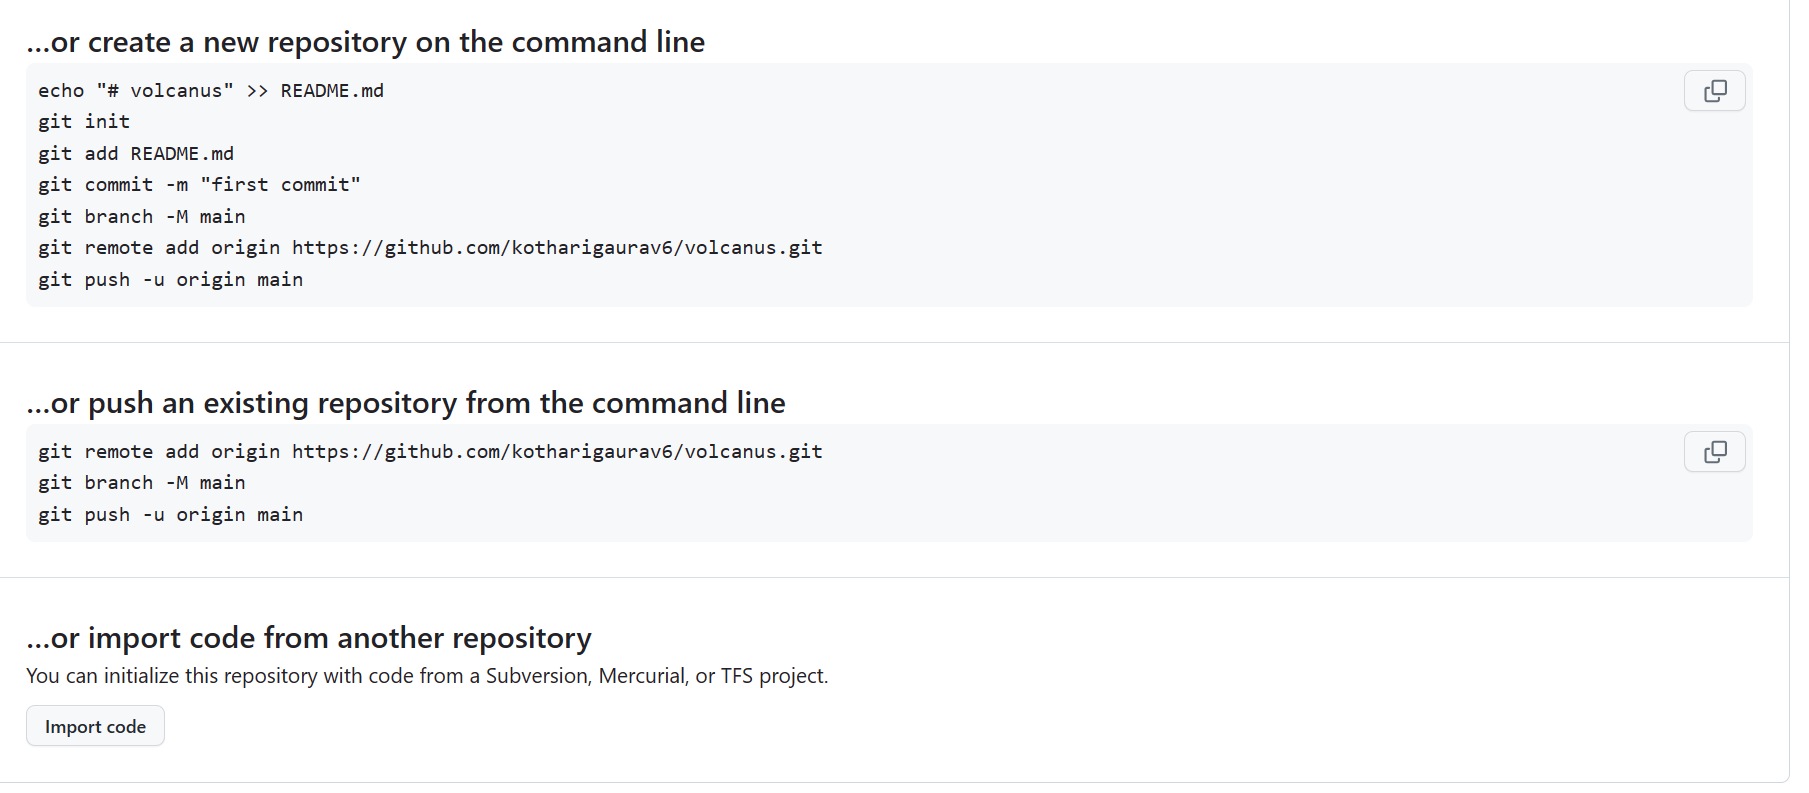 ...or create a new repository on the command line
echo "# volcanus" >> README.md
git init
git add README.md
git commit -m "first commit"
git branch -M main
git remote add origin https://github.com/kotharigaurav6/volcanus.git
git push -u origin main
...or push an existing repository from the command line
git remote add origin https://github.com/kotharigaurav6/volcanus.git
git branch -M main
git push -u origin main
...or import code from another repository
You can initialize this repository with code from a Subversion, Mercurial, or TFS project.
Import code